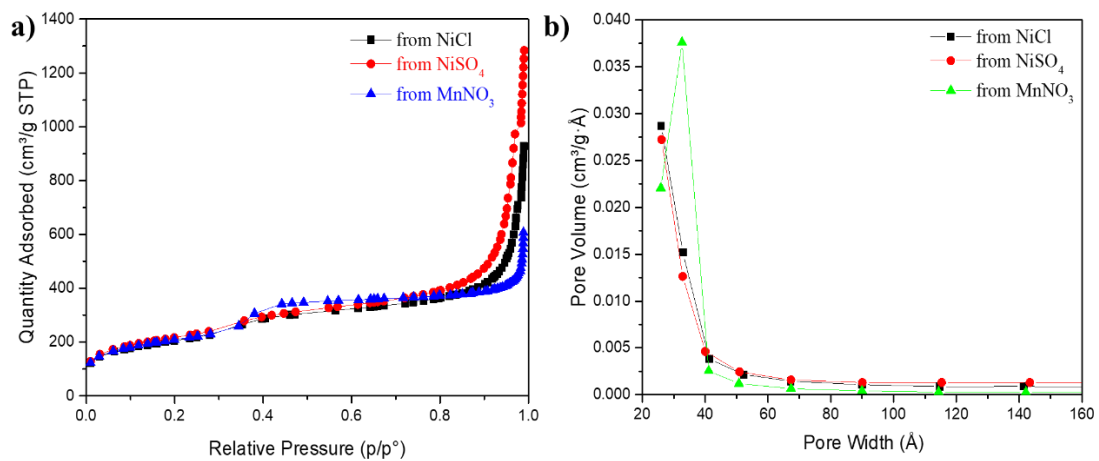 a)
from NiCl
from NiSO₄
from MnNO₃
Quantity Adsorbed (cm³/g STP)
1400
1200
1000
800
600
400
200
0
0.0 0.2 0.4 0.6 0.8 1.0
Relative Pressure (p/p°)
b)
from NiCl
from NiSO₄
from MnNO₃
Pore Volume (cm³/g·Å)
0.040
0.035
0.030
0.025
0.020
0.015
0.010
0.005
0.000
20 40 60 80 100 120 140 160
Pore Width (Å)